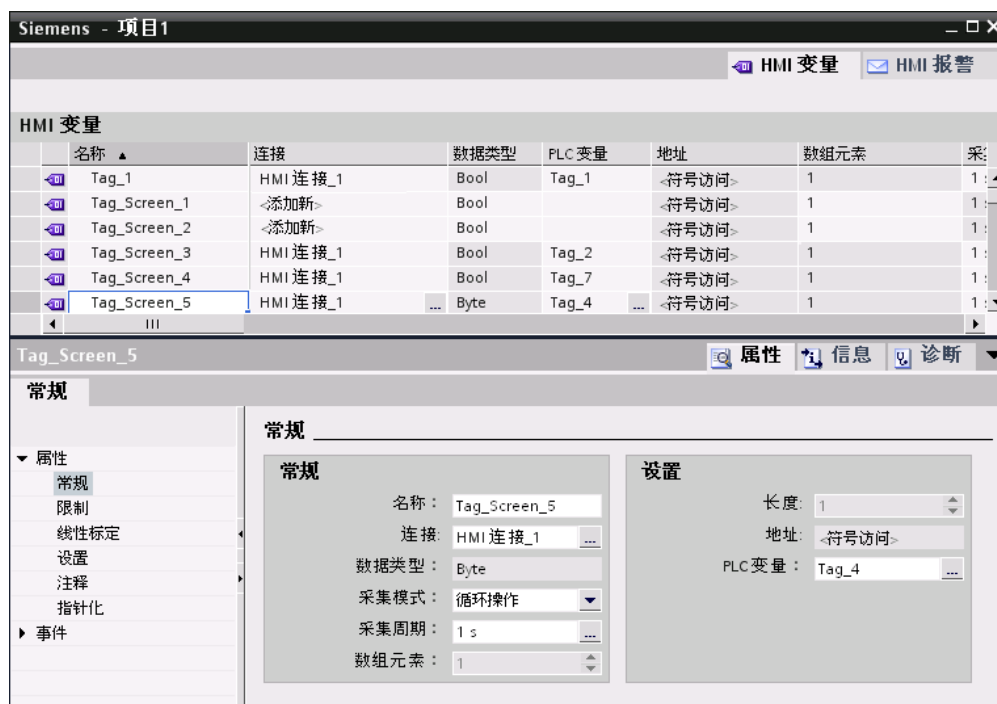 Siemens - 项目1
HMI 变量 HMI 报警
HMI 变量
名称 连接 数据类型 PLC 变量 地址 数组元素
Tag_1 HMI 连接_1 Bool Tag_1 <符号访问> 1 1
Tag_Screen_1 <添加新> Bool <符号访问> 1 1
Tag_Screen_2 <添加新> Bool <符号访问> 1 1
Tag_Screen_3 HMI 连接_1 Bool Tag_2 <符号访问> 1 1
Tag_Screen_4 HMI 连接_1 Bool Tag_7 <符号访问> 1 1
Tag_Screen_5 HMI 连接_1 ... Byte Tag_4 ... <符号访问> 1 1
Tag_Screen_5 属性 信息 诊断
常规
常规
属性
常规
限制
线性标定
设置
注释
指针化
事件
常规
名称： Tag_Screen_5
连接: HMI 连接_1 ...
数据类型： Byte
采集模式： 循环操作
采集周期： 1 s ...
数组元素： 1
设置
长度: 1
地址: <符号访问>
PLC变量： Tag_4 ...